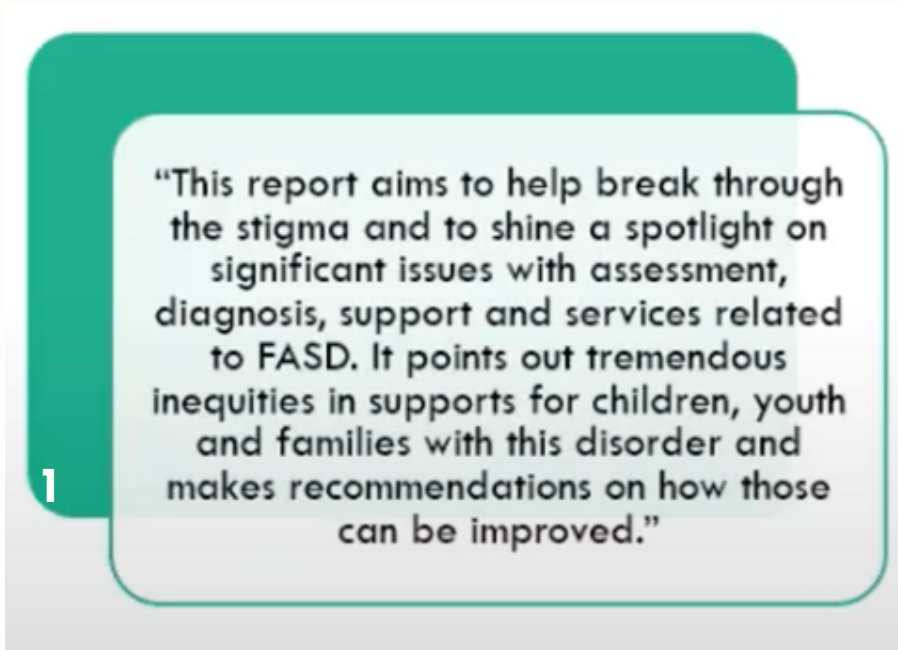 “This report aims to help break through
the stigma and to shine a spotlight on
significant issues with assessment,
diagnosis, support and services related
to FASD. It points out tremendous
inequities in supports for children, youth
and families with this disorder and
makes recommendations on how those
can be improved.”
1